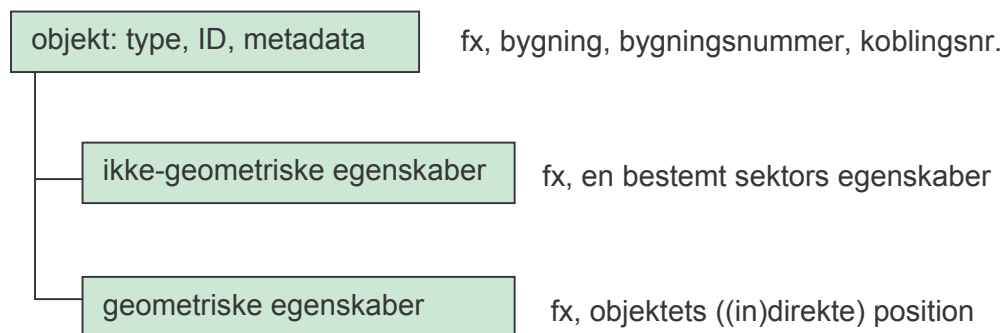 objekt: type, ID, metadata fx, bygning, bygningsnummer, koblingsnr.
ikke-geometriske egenskaber fx, en bestemt sektors egenskaber
geometriske egenskaber fx, objektets ((in)direkte) position